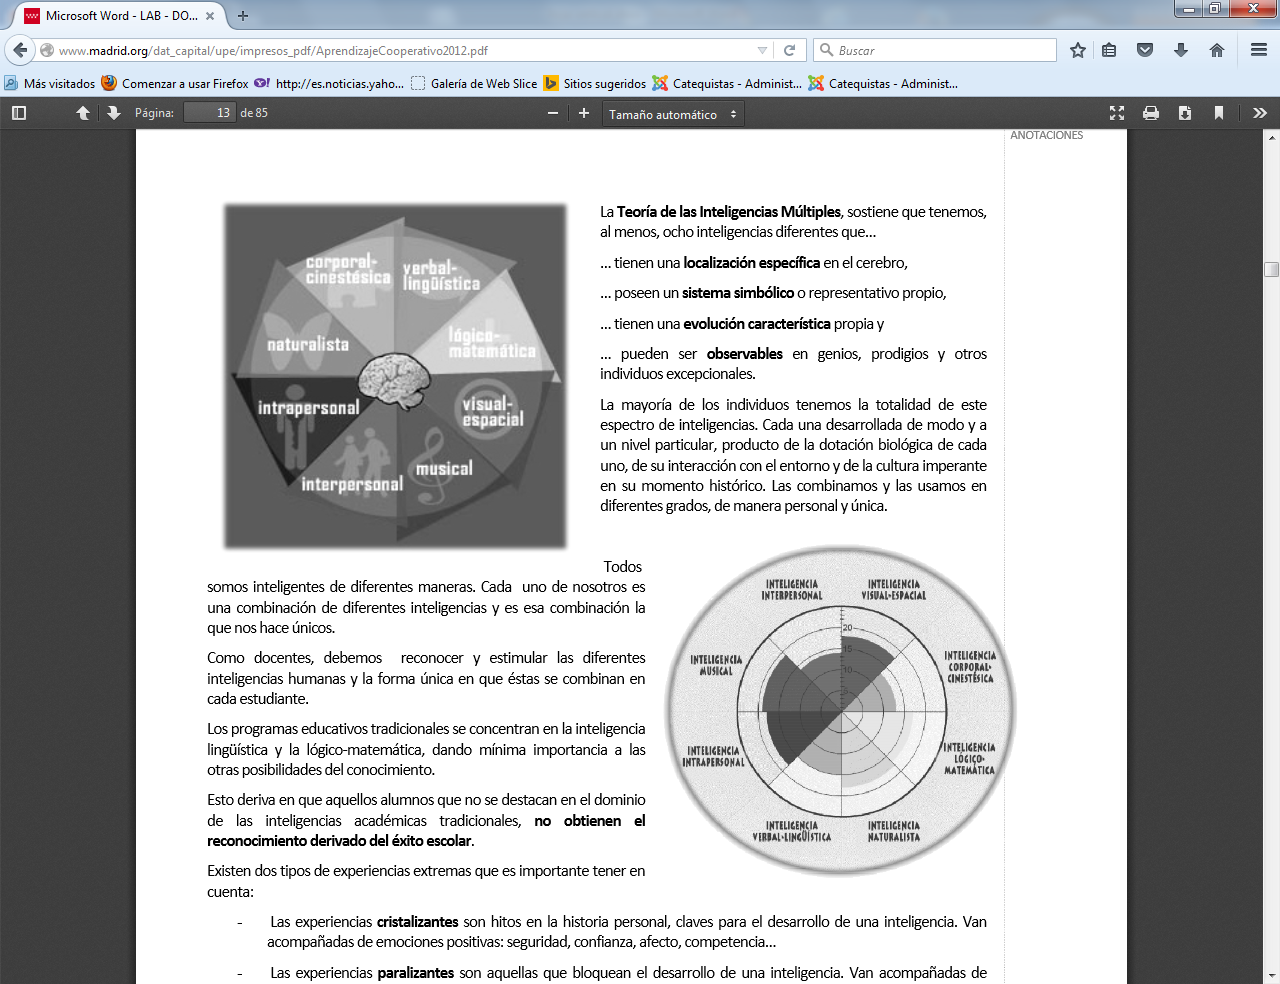 Microsoft Word - LAB - DO...
www.madrid.org/dat_capital/upe/impresos_pdf/AprendizajeCooperativo2012.pdf
Buscar
Más visitados
Comenzar a usar Firefox
http://es.noticias.yaho...
Galería de Web Slice
Sitios sugeridos
Catequistas - Administ...
Catequistas - Administ...
Página:
13
de 85
Tamaño automático
ANOTACIONES
corporal-
cinestésica
verbal-
lingüística
naturalista
lógico-
matemática
intrapersonal
visual-
espacial
interpersonal
musical
La Teoría de las Inteligencias Múltiples, sostiene que tenemos,
al menos, ocho inteligencias diferentes que...
... tienen una localización específica en el cerebro,
... poseen un sistema simbólico o representativo propio,
... tienen una evolución característica propia y
... pueden ser observables en genios, prodigios y otros
individuos excepcionales.
La mayoría de los individuos tenemos la totalidad de este
espectro de inteligencias. Cada una desarrollada de modo y a
un nivel particular, producto de la dotación biológica de cada
uno, de su interacción con el entorno y de la cultura imperante
en su momento histórico. Las combinamos y las usamos en
diferentes grados, de manera personal y única.
Todos
somos inteligentes de diferentes maneras. Cada uno de nosotros es
una combinación de diferentes inteligencias y es esa combinación la
que nos hace únicos.
Como docentes, debemos reconocer y estimular las diferentes
inteligencias humanas y la forma única en que éstas se combinan en
cada estudiante.
Los programas educativos tradicionales se concentran en la inteligencia
lingüística y la lógico-matemática, dando mínima importancia a las
otras posibilidades del conocimiento.
Esto deriva en que aquellos alumnos que no se destacan en el dominio
de las inteligencias académicas tradicionales, no obtienen el
reconocimiento derivado del éxito escolar.
Existen dos tipos de experiencias extremas que es importante tener en
cuenta:
INTELIGENCIA
INTERPERSONAL
INTELIGENCIA
VISUAL-ESPACIAL
INTELIGENCIA
MUSICAL
INTELIGENCIA
CORPORAL-
CINESTÉSICA
INTELIGENCIA
INTRAPERSONAL
INTELIGENCIA
LÓGICO-
MATEMÁTICA
INTELIGENCIA
VERBAL-LINGÜÍSTICA
INTELIGENCIA
NATURALISTA
20
15
10
5
- Las experiencias cristalizantes son hitos en la historia personal, claves para el desarrollo de una inteligencia. Van
acompañadas de emociones positivas: seguridad, confianza, afecto, competencia...
- Las experiencias paralizantes son aquellas que bloquean el desarrollo de una inteligencia. Van acompañadas de